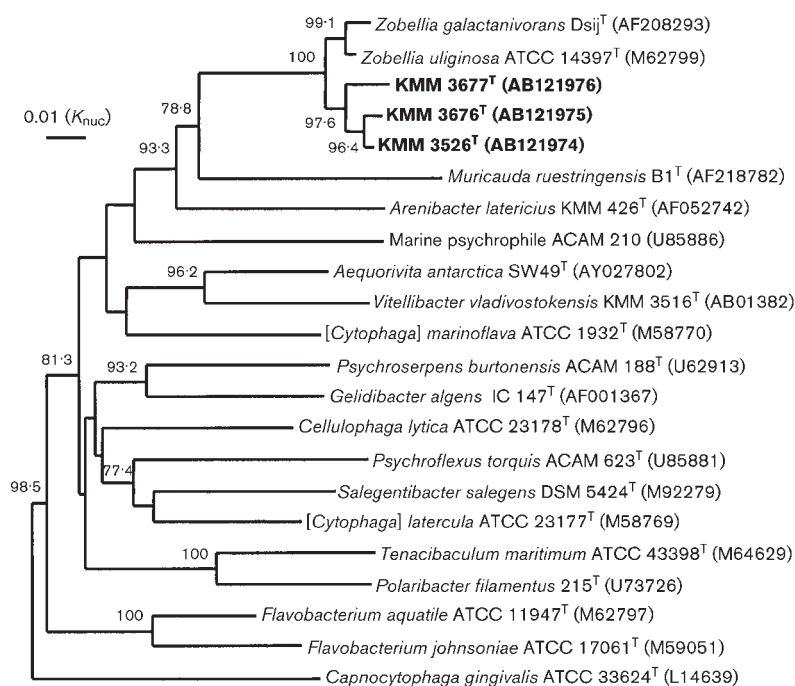 99·1
Zobellia galactanivorans Dsijᵀ (AF208293)
Zobellia uliginosa ATCC 14397ᵀ (M62799)
100
KMM 3677ᵀ (AB121976)
0.01 (Knuc)
78·8
KMM 3676ᵀ (AB121975)
97·6
KMM 3526ᵀ (AB121974)
96·4
93·3
Muricauda ruestringensis B1ᵀ (AF218782)
Arenibacter latericius KMM 426ᵀ (AF052742)
Marine psychrophile ACAM 210 (U85886)
96·2
Aequorivita antarctica SW49ᵀ (AY027802)
Vitellibacter vladivostokensis KMM 3516ᵀ (AB01382)
[Cytophaga] marinoflava ATCC 1932ᵀ (M58770)
81·3
93·2
Psychroserpens burtonensis ACAM 188ᵀ (U62913)
Gelidibacter algens IC 147ᵀ (AF001367)
Cellulophaga lytica ATCC 23178ᵀ (M62796)
77·4
Psychroflexus torquis ACAM 623ᵀ (U85881)
98·5
Salegentibacter salegens DSM 5424ᵀ (M92279)
[Cytophaga] latercula ATCC 23177ᵀ (M58769)
100
Tenacibaculum maritimum ATCC 43398ᵀ (M64629)
Polaribacter filamentus 215ᵀ (U73726)
100
Flavobacterium aquatile ATCC 11947ᵀ (M62797)
Flavobacterium johnsoniae ATCC 17061ᵀ (M59051)
Capnocytophaga gingivalis ATCC 33624ᵀ (L14639)